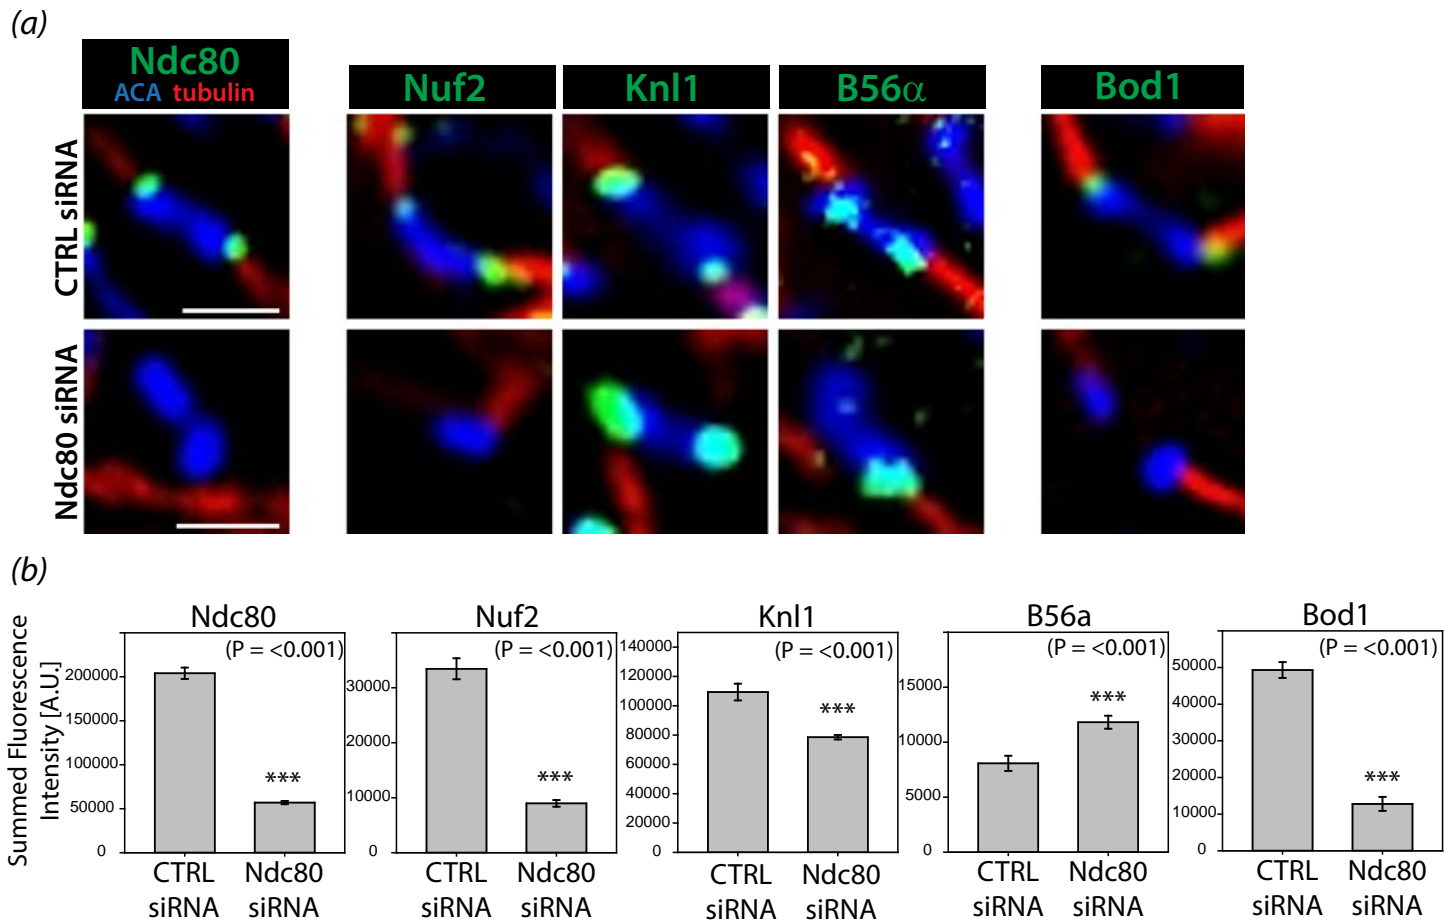 (a)
Ndc80
ACA tubulin
Nuf2
Knl1
B56α
Bod1
CTRL siRNA
Ndc80 siRNA
(b)
Summed Fluorescence
Intensity [A.U.]
Ndc80
(P = <0.001)
200000
150000
100000
50000
0
***
CTRL
siRNA
Ndc80
siRNA
Nuf2
(P = <0.001)
30000
20000
10000
0
***
CTRL
siRNA
Ndc80
siRNA
Knl1
(P = <0.001)
140000
120000
100000
80000
60000
40000
20000
0
***
CTRL
siRNA
Ndc80
siRNA
B56a
(P = <0.001)
15000
10000
5000
0
***
CTRL
siRNA
Ndc80
siRNA
Bod1
(P = <0.001)
50000
40000
30000
20000
10000
0
***
CTRL
siRNA
Ndc80
siRNA